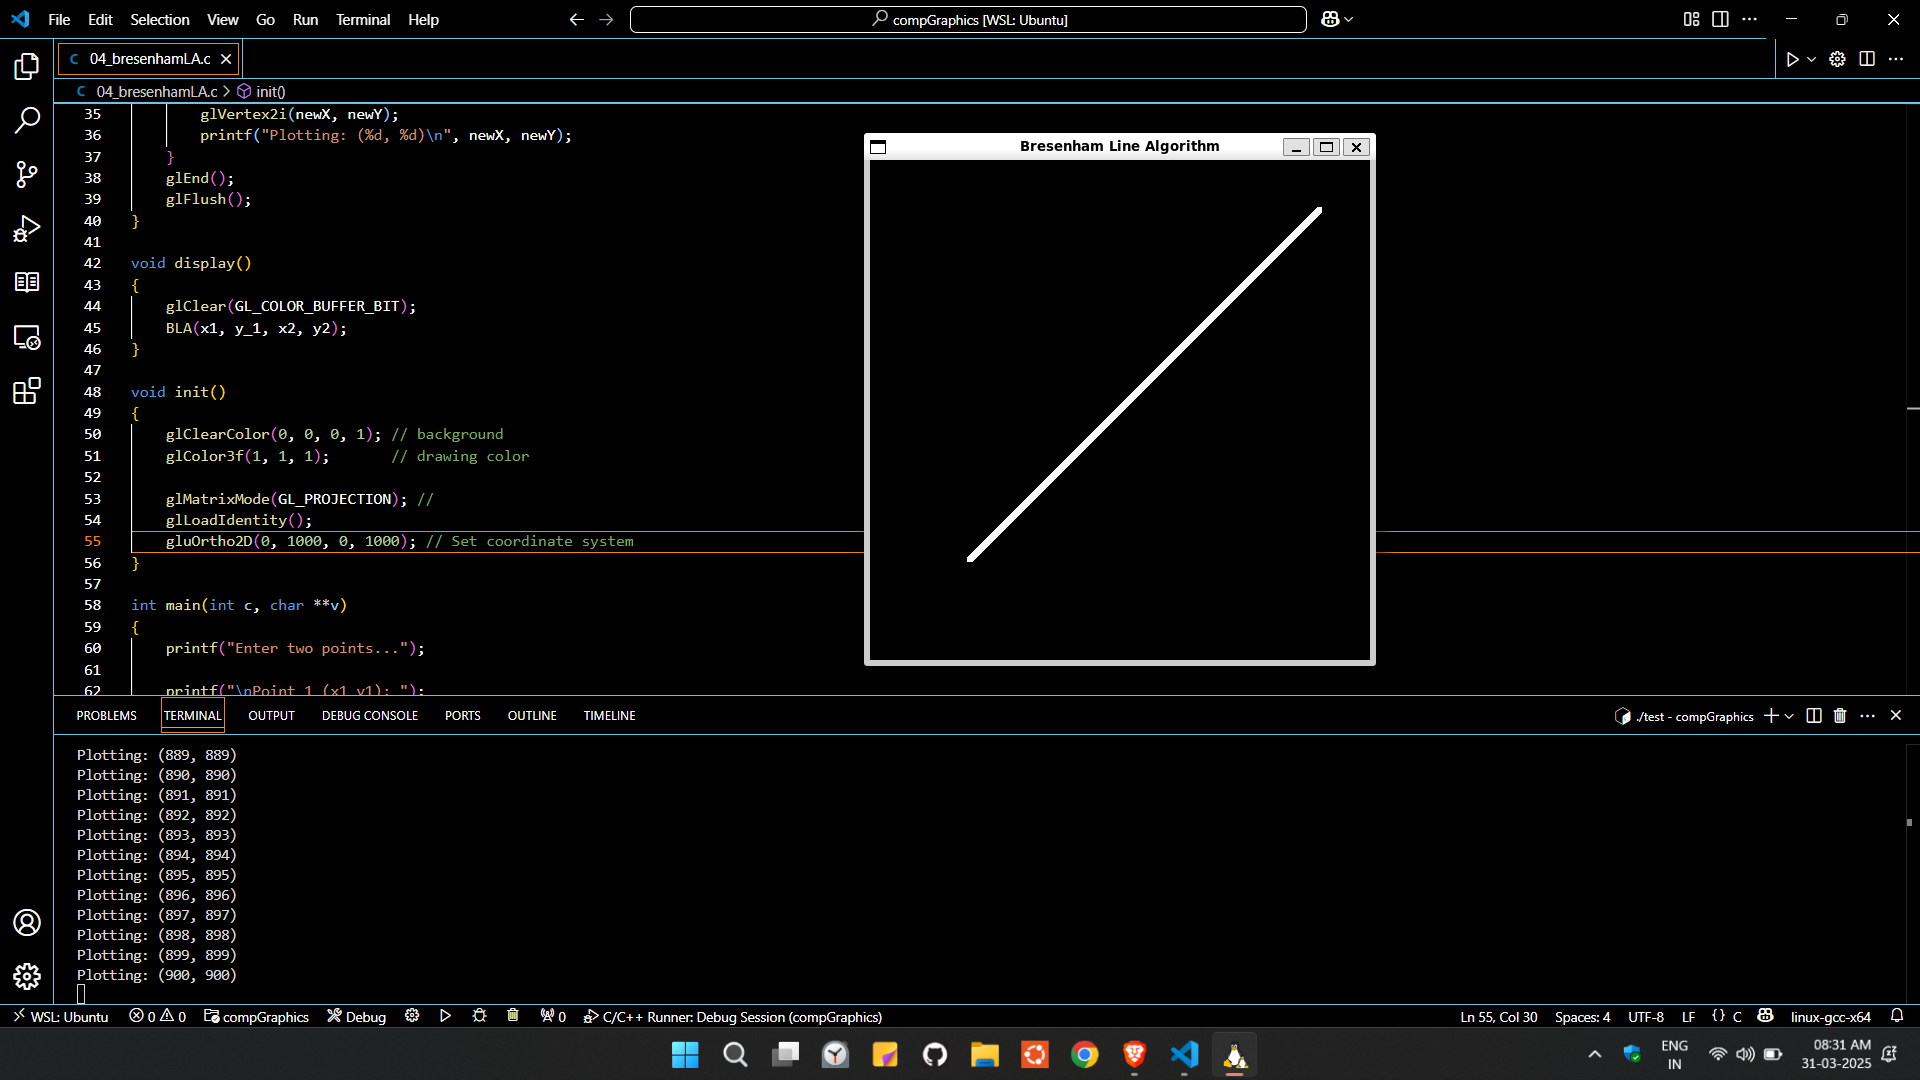 File Edit Selection View Go Run Terminal Help
compGraphics [WSL: Ubuntu]
C 04_bresenhamLA.c
C 04_bresenhamLA.c > init()
35 glVertex2i(newX, newY);
36 printf("Plotting: (%d, %d)\n", newX, newY);
37 }
38 glEnd();
39 glFlush();
40 }
41
42 void display()
43 {
44 glClear(GL_COLOR_BUFFER_BIT);
45 BLA(x1, y_1, x2, y2);
46 }
47
48 void init()
49 {
50 glClearColor(0, 0, 0, 1); // background
51 glColor3f(1, 1, 1); // drawing color
52
53 glMatrixMode(GL_PROJECTION); //
54 glLoadIdentity();
55 gluOrtho2D(0, 1000, 0, 1000); // Set coordinate system
56 }
57
58 int main(int c, char **v)
59 {
60 printf("Enter two points...");
61
62 printf("\nPoint 1 (x1 y1): ");
Bresenham Line Algorithm
PROBLEMS TERMINAL OUTPUT DEBUG CONSOLE PORTS OUTLINE TIMELINE
./test - compGraphics
Plotting: (889, 889)
Plotting: (890, 890)
Plotting: (891, 891)
Plotting: (892, 892)
Plotting: (893, 893)
Plotting: (894, 894)
Plotting: (895, 895)
Plotting: (896, 896)
Plotting: (897, 897)
Plotting: (898, 898)
Plotting: (899, 899)
Plotting: (900, 900)
WSL: Ubuntu 0 0 compGraphics Debug 0 C/C++ Runner: Debug Session (compGraphics) Ln 55, Col 30 Spaces: 4 UTF-8 LF {} C linux-gcc-x64
ENG
IN
08:31 AM
31-03-2025